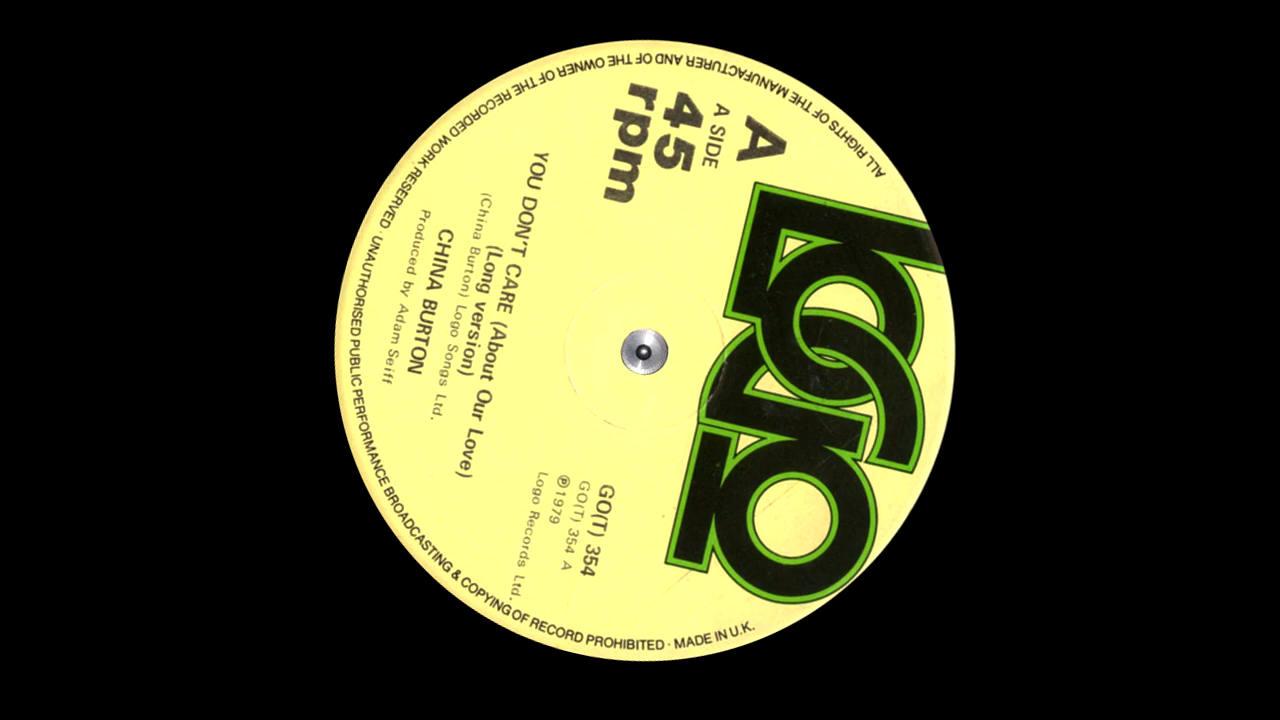 Logo
A
A SIDE
45
rpm
GO(T) 354
GO(T) 354 A
℗1979
Logo Records Ltd.
YOU DON'T CARE (About Our Love)
(Long version)
(China Burton) Logo Songs Ltd.
CHINA BURTON
Produced by Adam Seiff
ALL RIGHTS OF THE MANUFACTURER AND OF THE OWNER OF THE RECORDED WORK RESERVED · UNAUTHORISED PUBLIC PERFORMANCE BROADCASTING & COPYING OF RECORD PROHIBITED · MADE IN U.K.